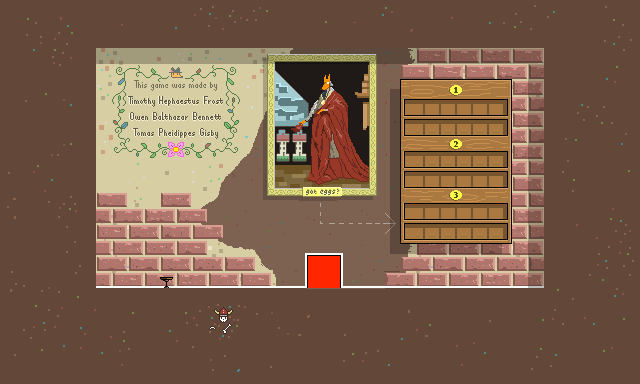 This game was made by
Timothy Hephaestus Frost
Owen Balthazar Bennett
Tomas Pheidippes Gisby
got eggs?
1
2
3